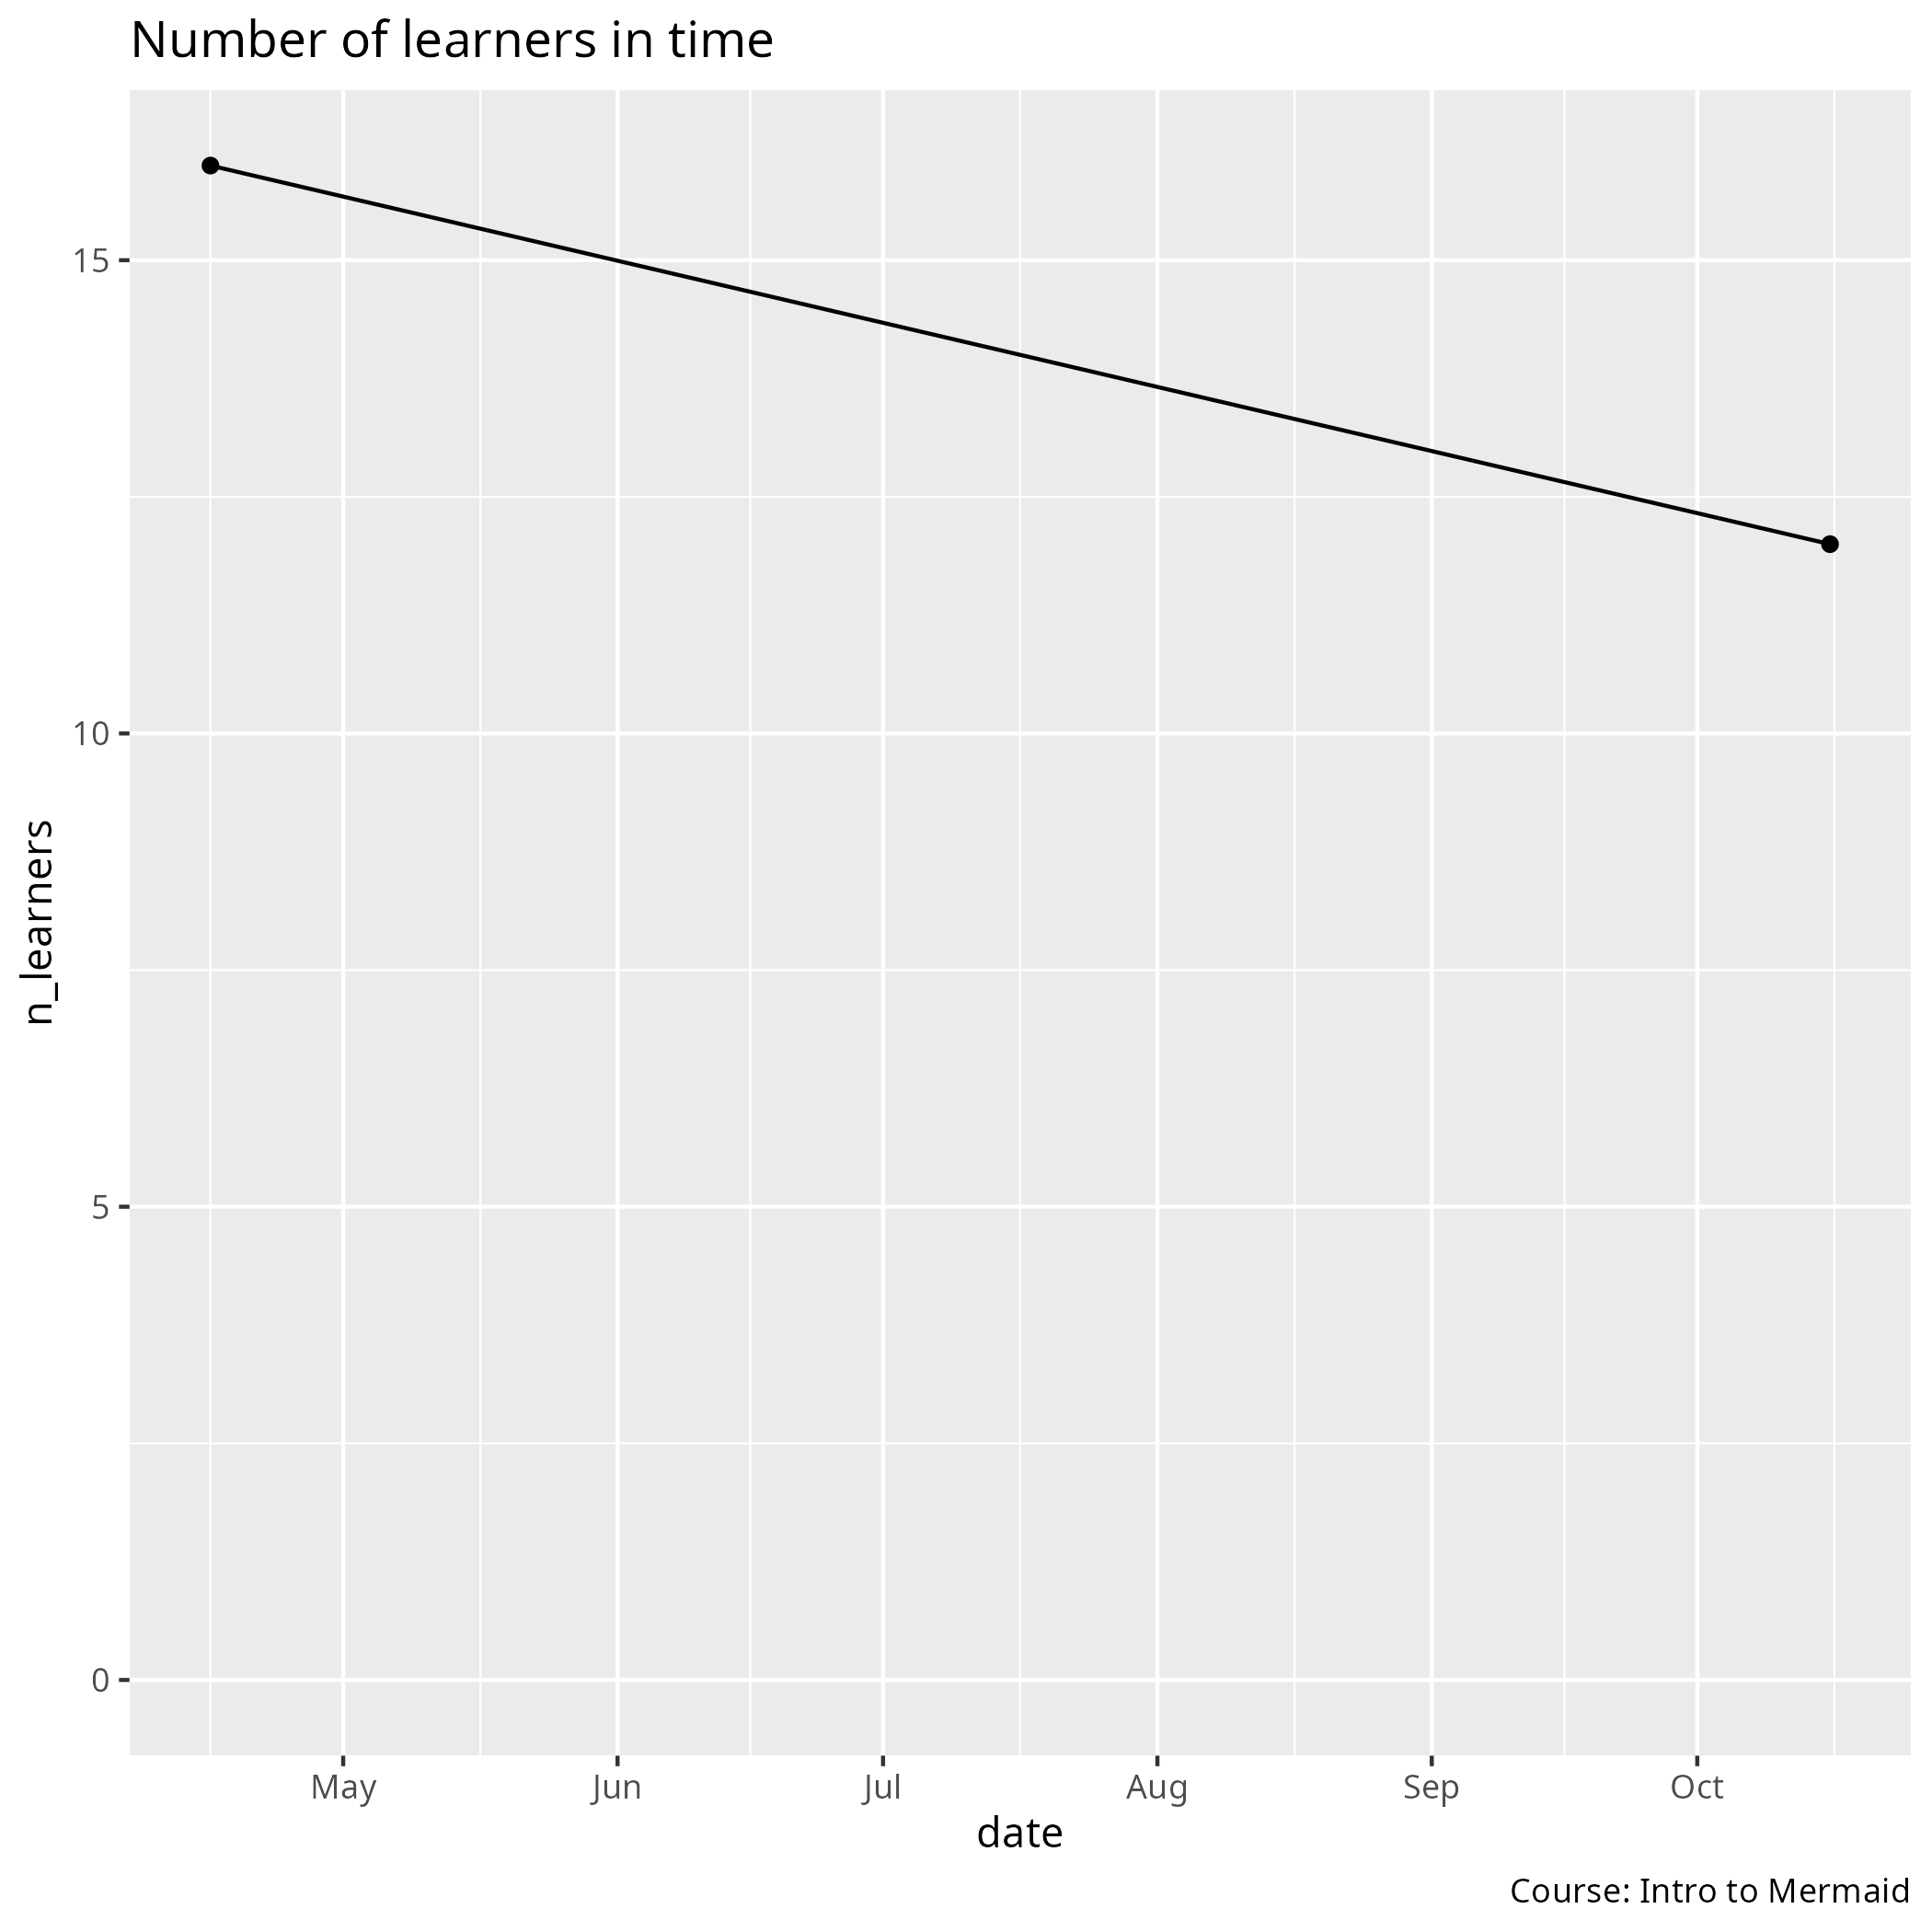 Number of learners in time
15
10
5
0
n_learners
May Jun Jul Aug Sep Oct
date
Course: Intro to Mermaid